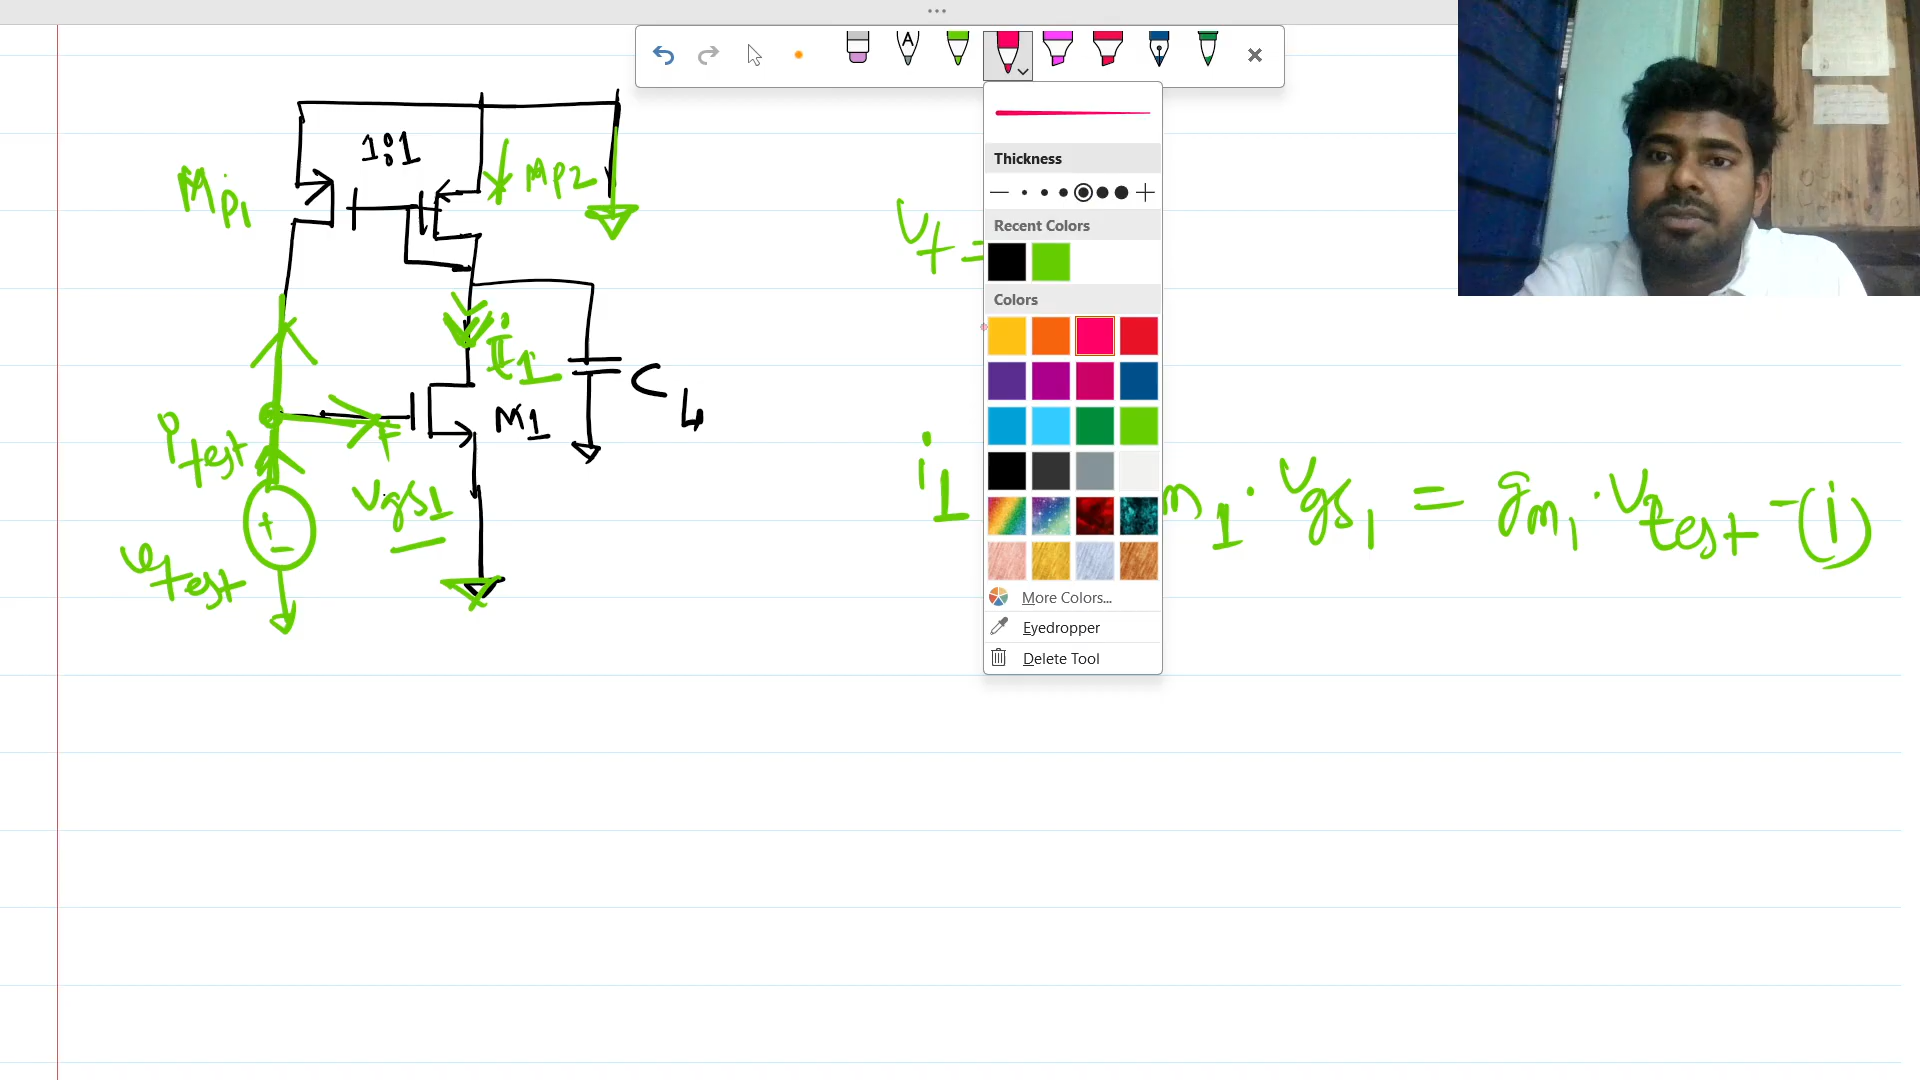 Thickness
Recent Colors
Colors
More Colors...
Eyedropper
Delete Tool
A
1:1
Mp1
Mp2
V+ =
i1
CL
M1
itest
vgs1
vtest
i1
m1 · vgs1 = gm1 · vtest -(i)